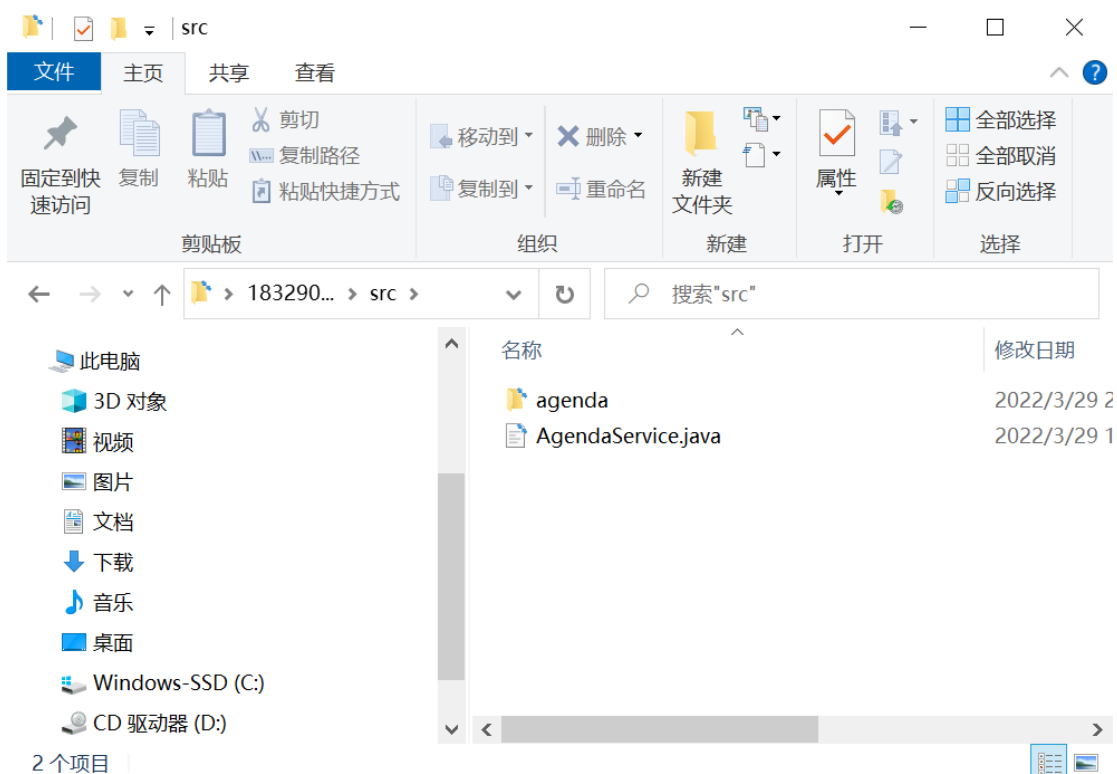 src
文件 主页 共享 查看
固定到快速访问
复制
粘贴
剪切
复制路径
粘贴快捷方式
剪贴板
移动到
复制到
删除
重命名
组织
新建
文件夹
新建
属性
打开
全部选择
全部取消
反向选择
选择
183290... src
搜索"src"
此电脑
3D 对象
视频
图片
文档
下载
音乐
桌面
Windows-SSD (C:)
CD 驱动器 (D:)
名称 修改日期
agenda 2022/3/29 2
AgendaService.java 2022/3/29 1
2 个项目